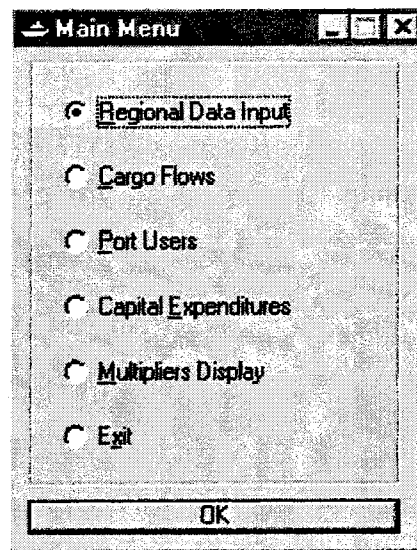 Main Menu
Regional Data Input
Cargo Flows
Port Users
Capital Expenditures
Multipliers Display
Exit
OK